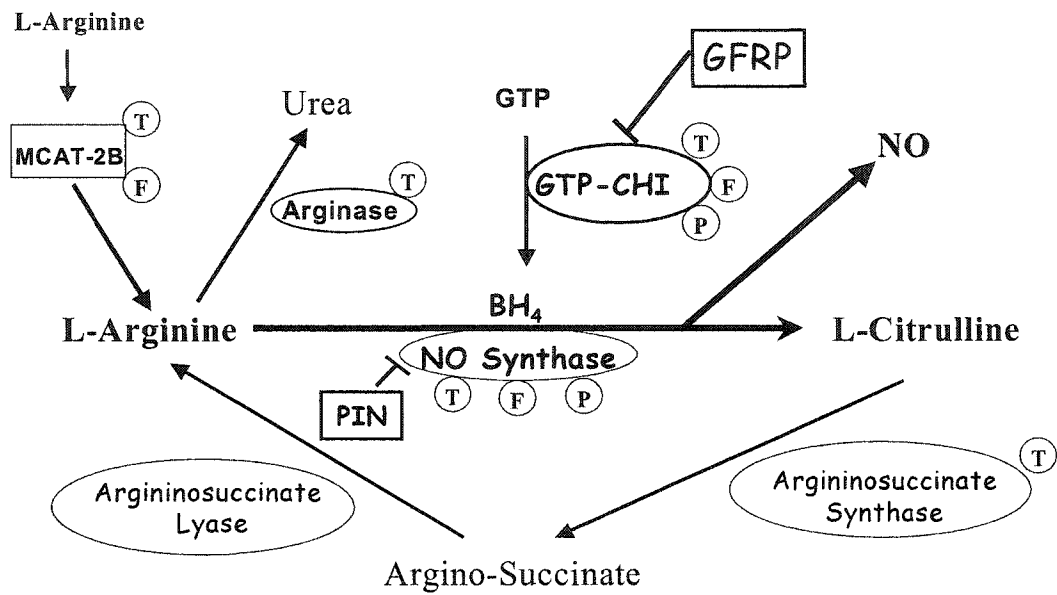 L-Arginine
GFRP
GTP
Urea
T
MCAT-2B
F
NO
T
GTP-CHI
F
P
T
Arginase
BH₄
L-Arginine
L-Citrulline
NO Synthase
T
F
P
PIN
T
Argininosuccinate
Lyase
Argininosuccinate
Synthase
Argino-Succinate